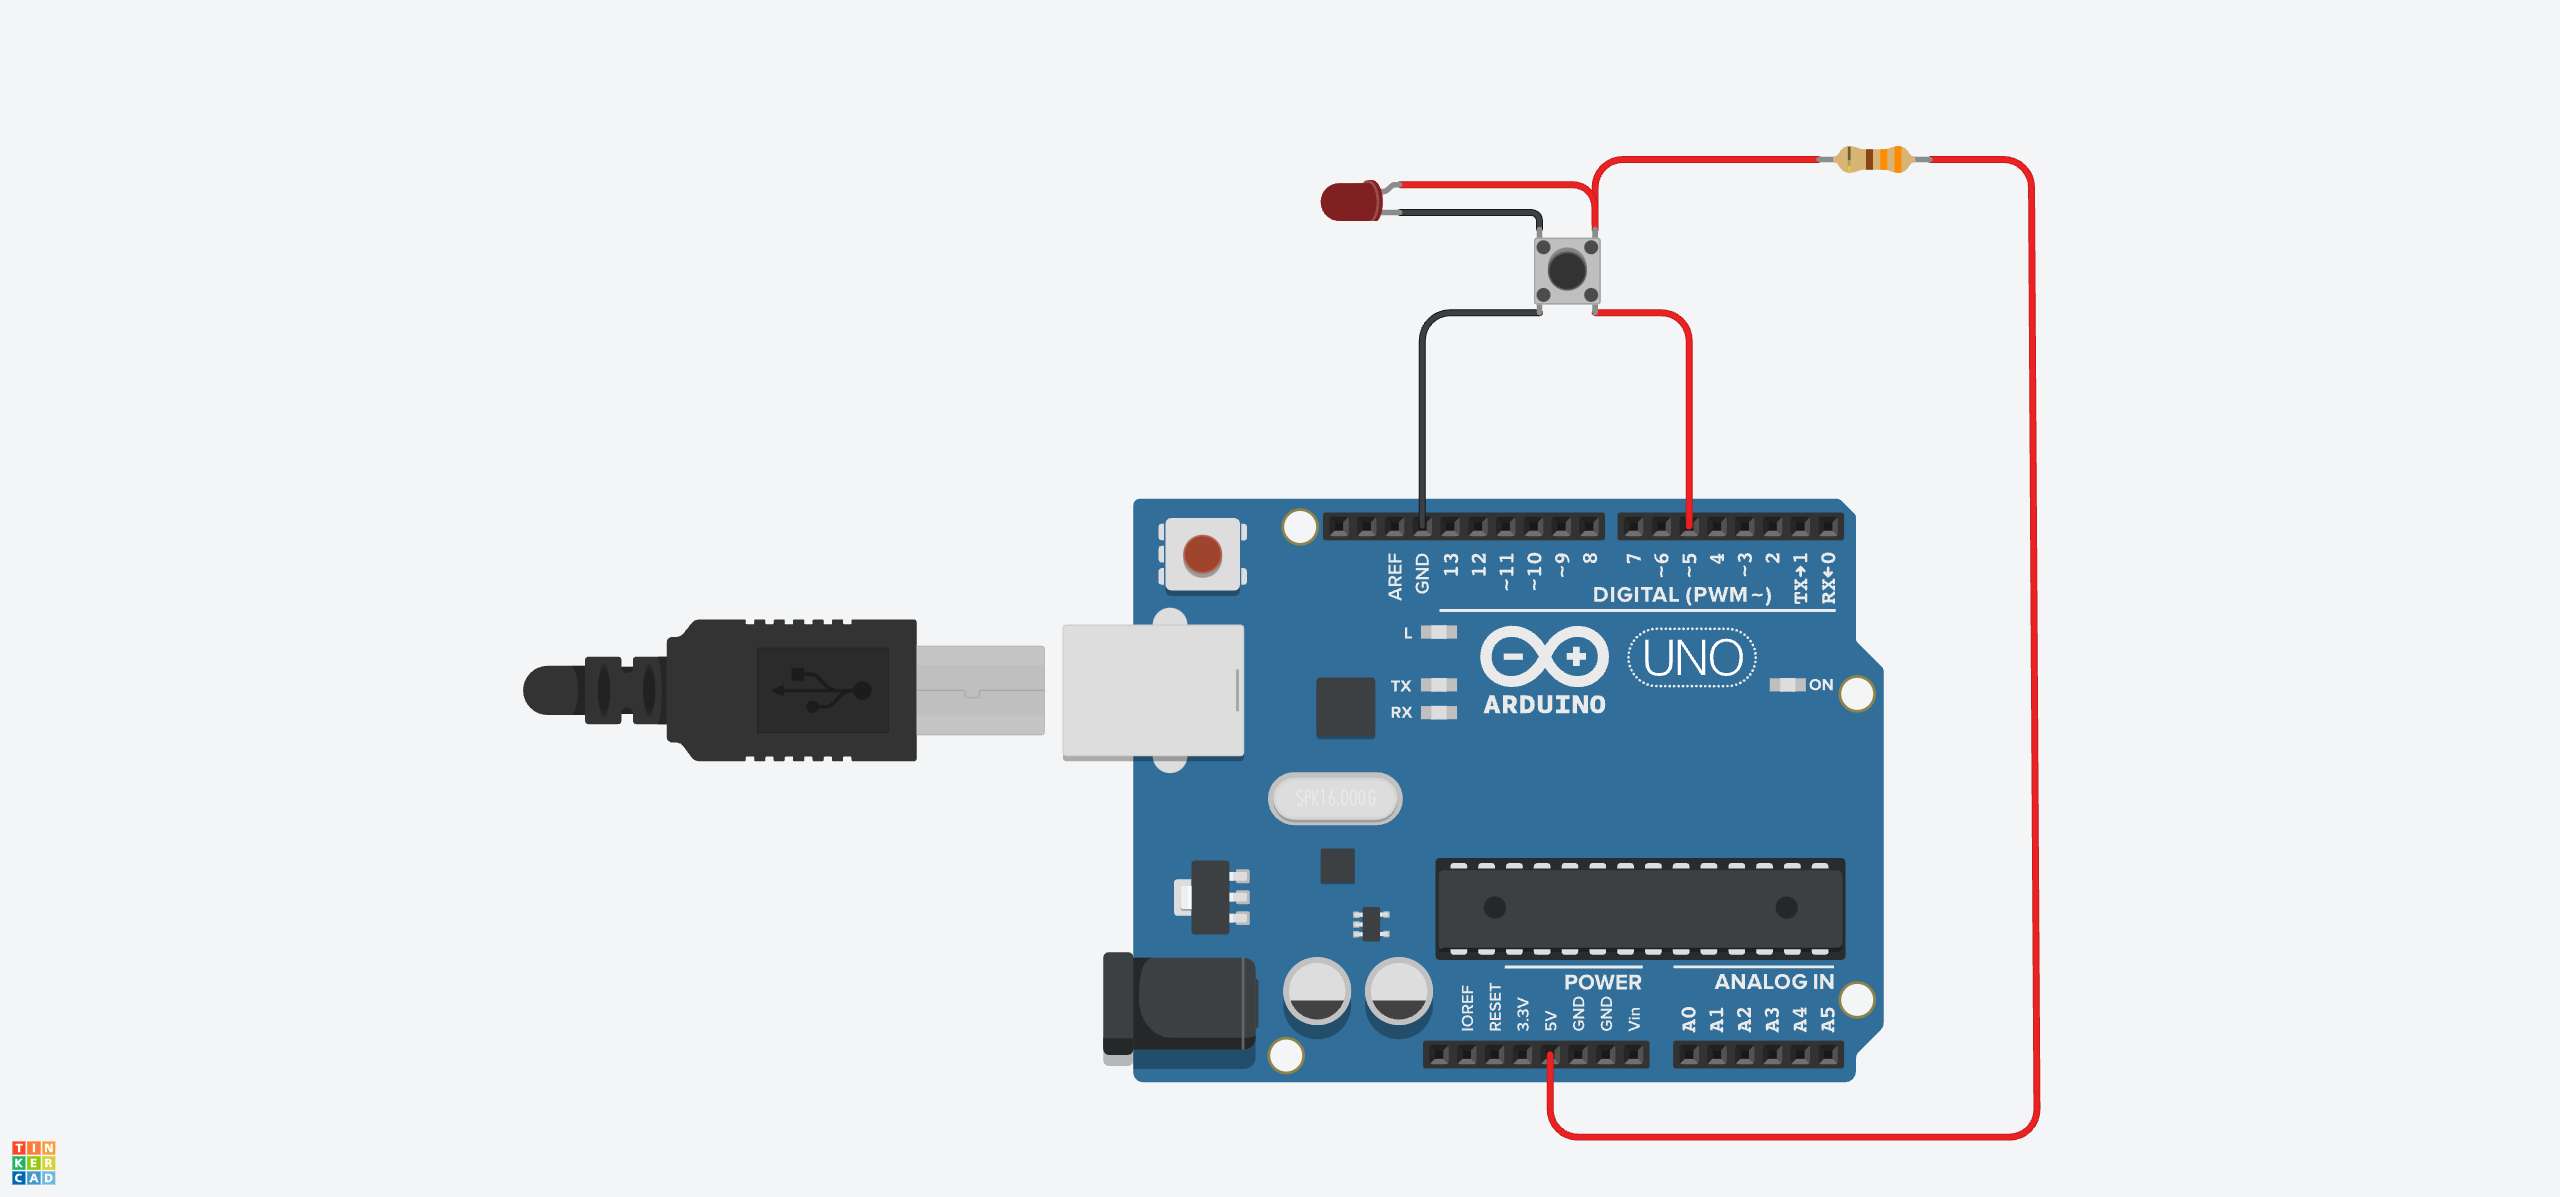 AREF
GND
13
12
~11
~10
~9
8
7
~6
~5
4
~3
2
TX→1
RX←0
DIGITAL (PWM~)
L
TX
RX
ARDUINO
UNO
ON
SPK16.000G
POWER
ANALOG IN
IOREF
RESET
3.3V
5V
GND
GND
Vin
A0
A1
A2
A3
A4
A5
TIN
KER
CAD